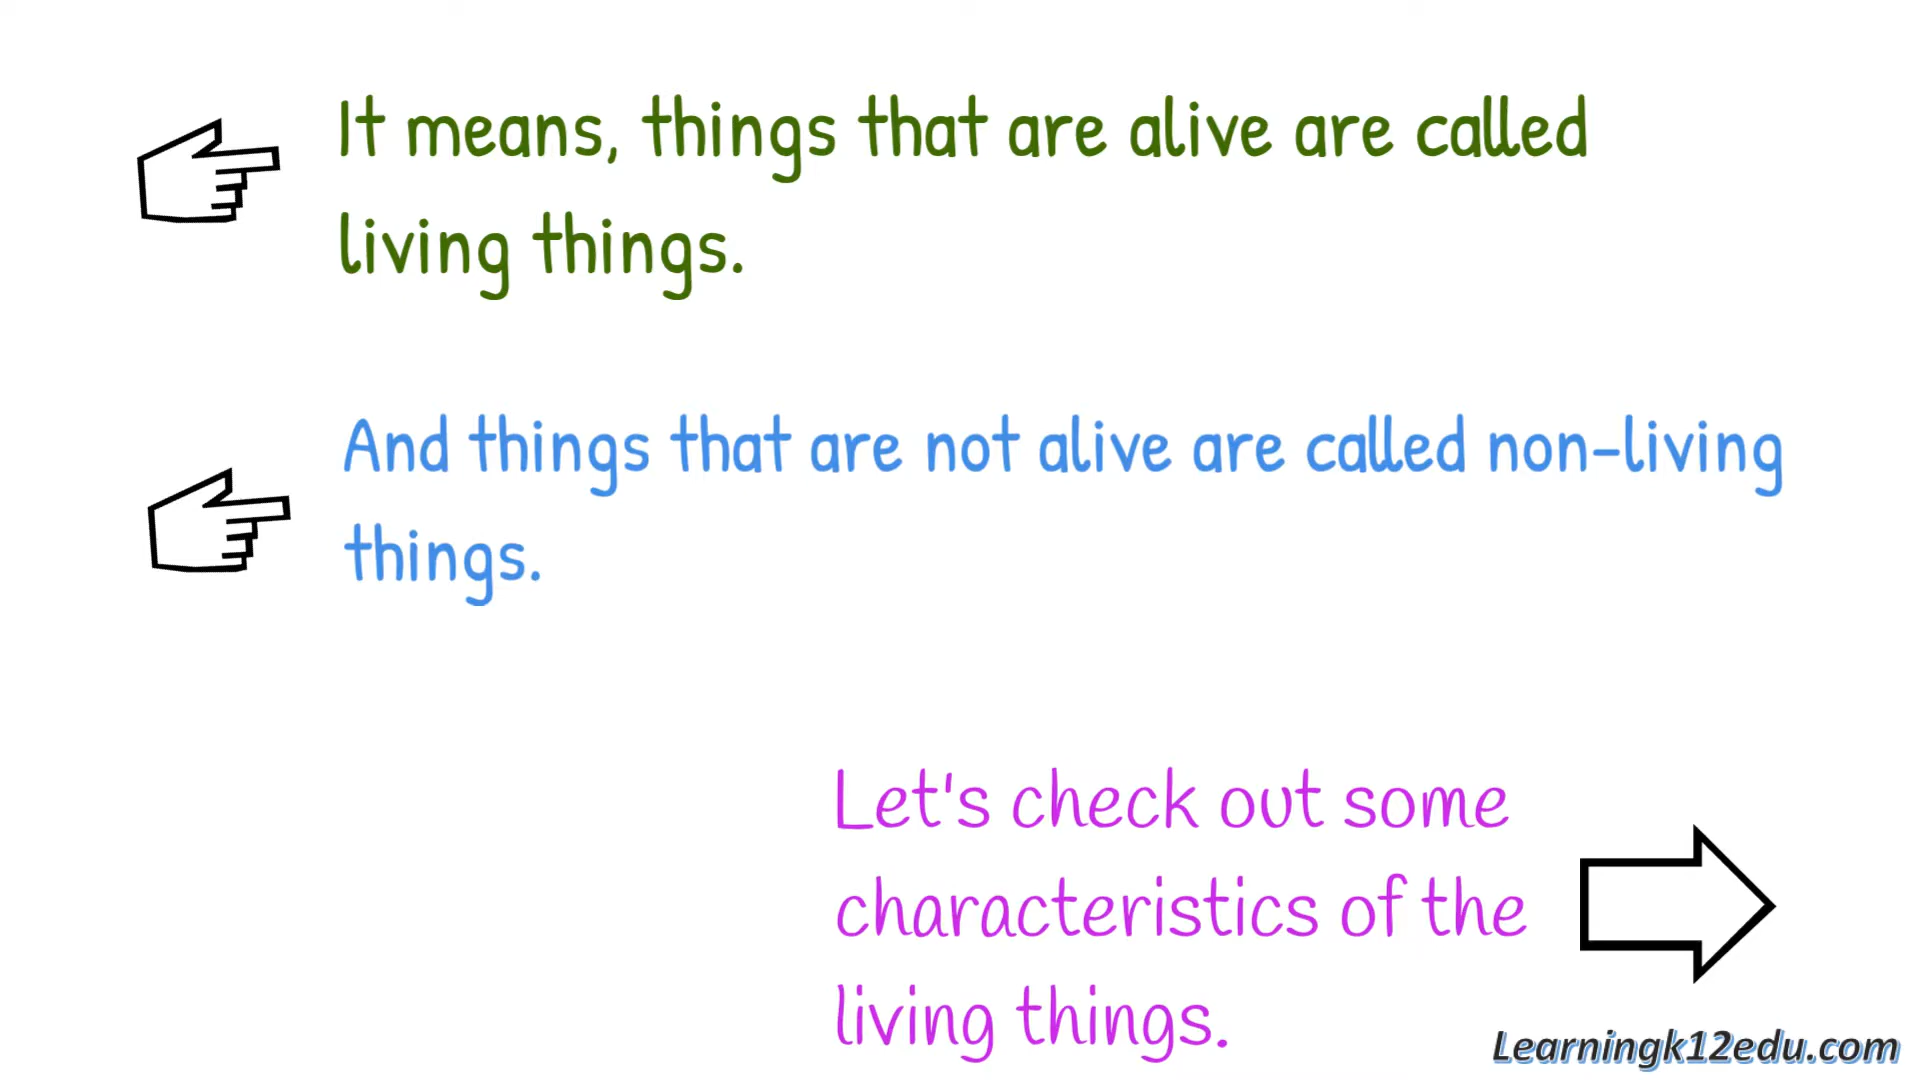 It means, things that are alive are called
living things.
And things that are not alive are called non-living
things.
Let's check out some
characteristics of the
living things.
Learningk12edu.com